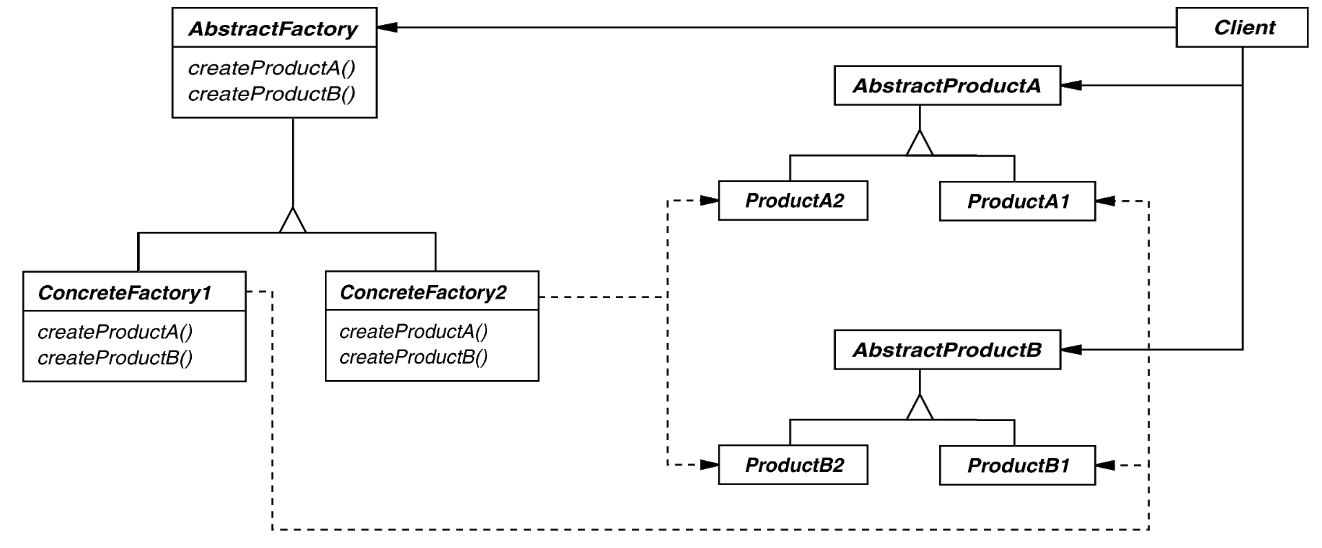 AbstractFactory
createProductA()
createProductB()
Client
AbstractProductA
ProductA2
ProductA1
ConcreteFactory1
createProductA()
createProductB()
ConcreteFactory2
createProductA()
createProductB()
AbstractProductB
ProductB2
ProductB1